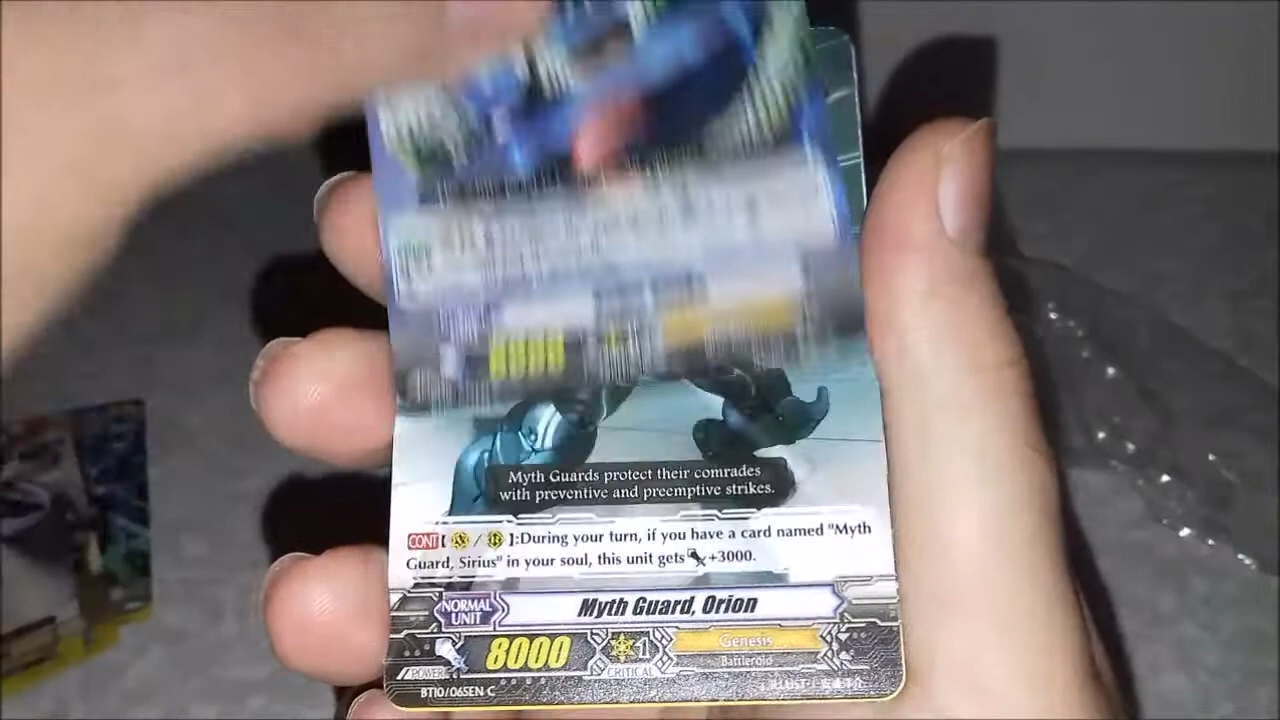 Myth Guards protect their comrades
with preventive and preemptive strikes.
CONT [ / ]:During your turn, if you have a card named "Myth
Guard, Sirius" in your soul, this unit gets +3000.
NORMAL
UNIT
Myth Guard, Orion
POWER
8000
1
CRITICAL
Genesis
Battleroid
BT10/065EN C
ILLUST